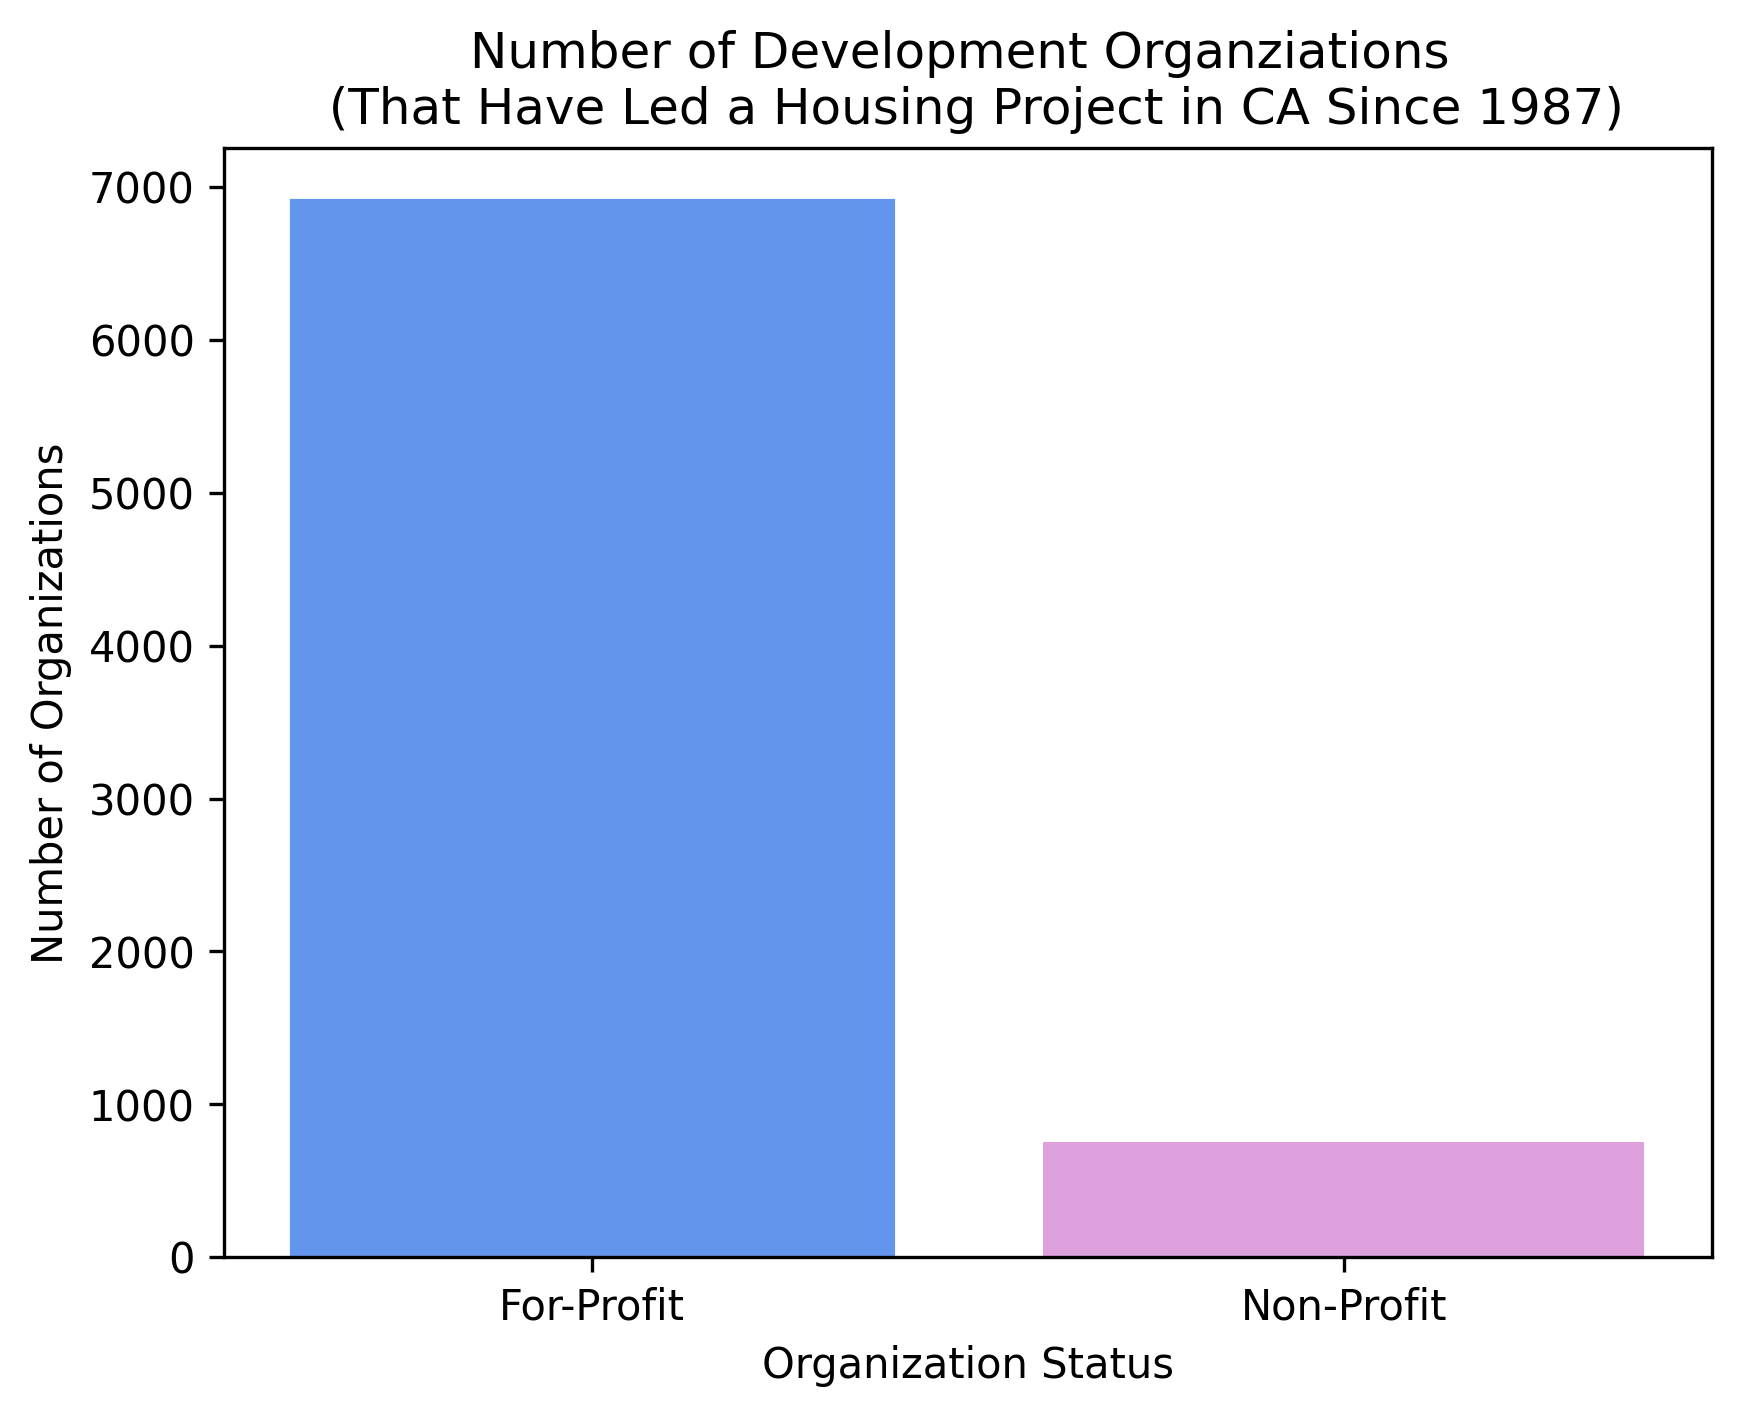 Number of Development Organziations
(That Have Led a Housing Project in CA Since 1987)
Number of Organizations
7000
6000
5000
4000
3000
2000
1000
0
For-Profit
Non-Profit
Organization Status